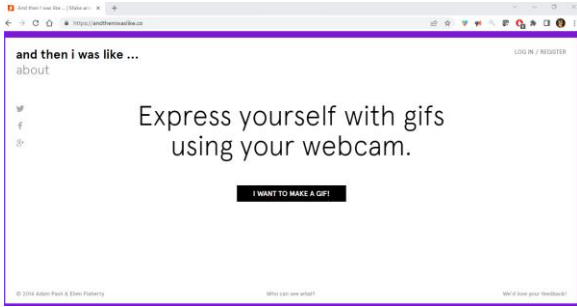 And then I was like ... | Make an
https://andtheniwaslike.co
and then i was like ...
about
LOG IN / REGISTER
Express yourself with gifs
using your webcam.
I WANT TO MAKE A GIF!
© 2014 Adam Pash & Ellen Flaherty
Who can see what?
We'd love your feedback!